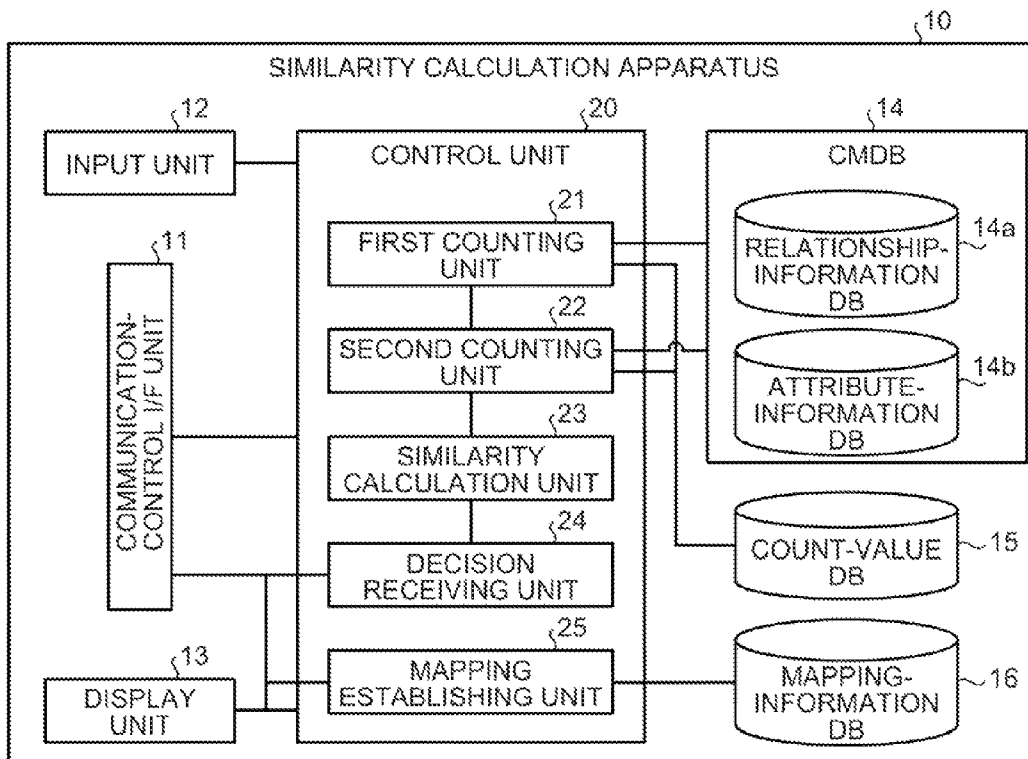 10
SIMILARITY CALCULATION APPARATUS
12
INPUT UNIT
11
COMMUNICATION-
CONTROL I/F UNIT
13
DISPLAY
UNIT
20
CONTROL UNIT
21
FIRST COUNTING
UNIT
22
SECOND COUNTING
UNIT
23
SIMILARITY
CALCULATION UNIT
24
DECISION
RECEIVING UNIT
25
MAPPING
ESTABLISHING UNIT
14
CMDB
14a
RELATIONSHIP-
INFORMATION
DB
14b
ATTRIBUTE-
INFORMATION
DB
15
COUNT-VALUE
DB
16
MAPPING-
INFORMATION
DB